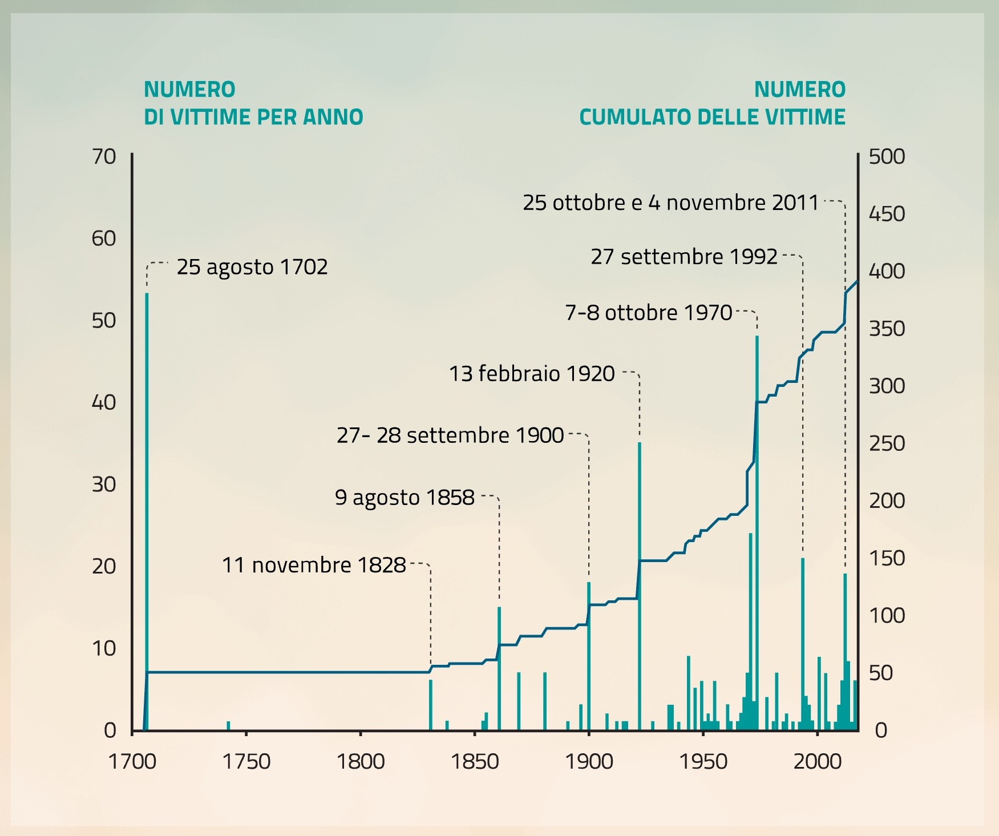 NUMERO
DI VITTIME PER ANNO
NUMERO
CUMULATO DELLE VITTIME
70
60
50
40
30
20
10
0
500
450
400
350
300
250
200
150
100
50
0
25 ottobre e 4 novembre 2011
27 settembre 1992
25 agosto 1702
7-8 ottobre 1970
13 febbraio 1920
27- 28 settembre 1900
9 agosto 1858
11 novembre 1828
1700 1750 1800 1850 1900 1950 2000